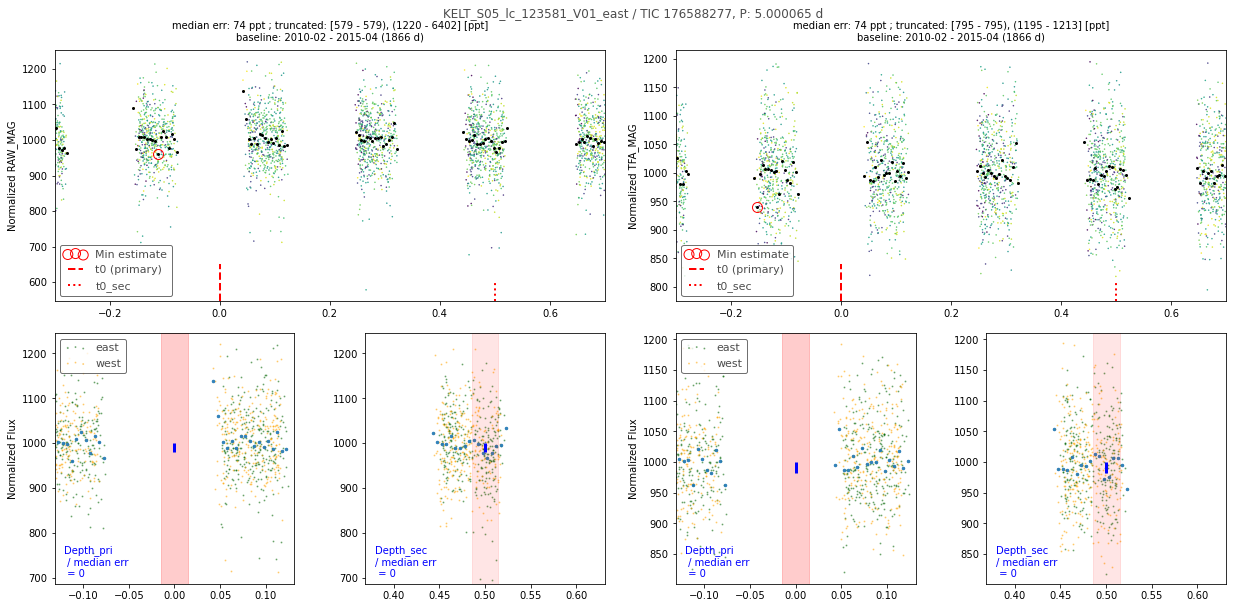 KELT_S05_lc_123581_V01_east / TIC 176588277, P: 5.000065 d
median err: 74 ppt ; truncated: [579 - 579), (1220 - 6402] [ppt]
baseline: 2010-02 - 2015-04 (1866 d)
Normalized RAW_MAG
1200
1100
1000
900
800
700
600
Min estimate
t0 (primary)
t0_sec
−0.2
0.0
0.2
0.4
0.6
median err: 74 ppt ; truncated: [795 - 795), (1195 - 1213] [ppt]
baseline: 2010-02 - 2015-04 (1866 d)
Normalized TFA_MAG
1200
1150
1100
1050
1000
950
900
850
800
Min estimate
t0 (primary)
t0_sec
−0.2
0.0
0.2
0.4
0.6
Normalized Flux
1200
1100
1000
900
800
700
east
west
Depth_pri
/ median err
= 0
−0.10
−0.05
0.00
0.05
0.10
1200
1100
1000
900
800
700
Depth_sec
/ median err
= 0
0.40
0.45
0.50
0.55
0.60
Normalized Flux
1200
1150
1100
1050
1000
950
900
850
east
west
Depth_pri
/ median err
= 0
−0.10
−0.05
0.00
0.05
0.10
1200
1150
1100
1050
1000
950
900
850
Depth_sec
/ median err
= 0
0.40
0.45
0.50
0.55
0.60